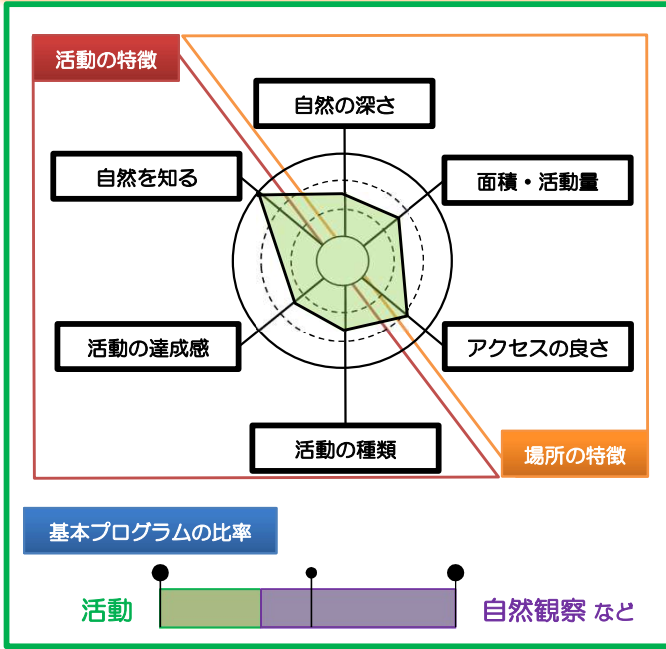 活動の特徴
自然の深さ
自然を知る
面積・活動量
活動の達成感
アクセスの良さ
活動の種類
場所の特徴
基本プログラムの比率
活動
自然観察 など